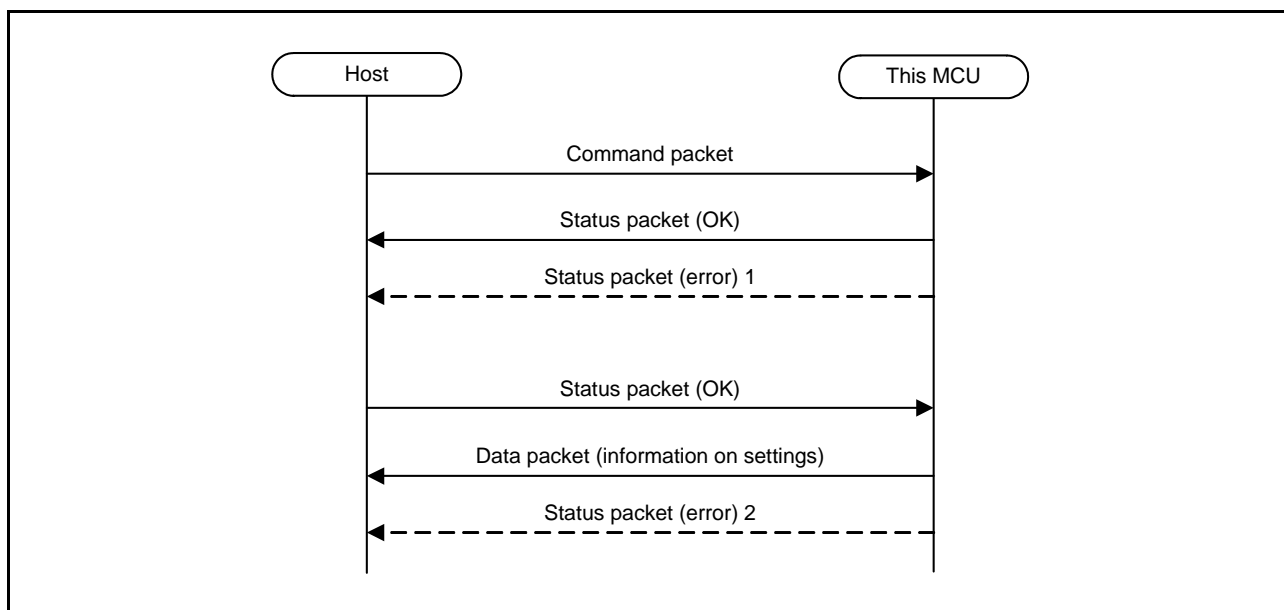 Host
This MCU
Command packet
Status packet (OK)
Status packet (error) 1
Status packet (OK)
Data packet (information on settings)
Status packet (error) 2